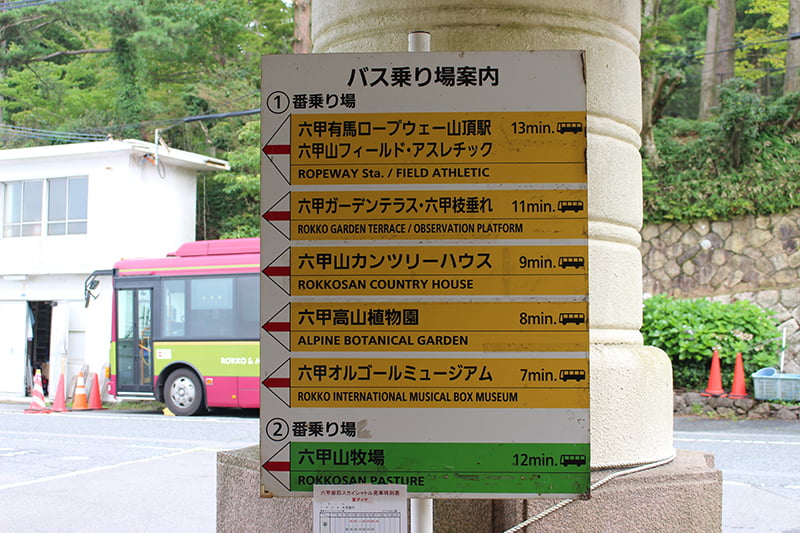 バス乗り場案内
①番乗り場
六甲有馬ロープウェー山頂駅 13min.
六甲山フィールド・アスレチック
ROPEWAY Sta. / FIELD ATHLETIC
六甲ガーデンテラス・六甲枝垂れ 11min.
ROKKO GARDEN TERRACE / OBSERVATION PLATFORM
六甲山カンツリーハウス 9min.
ROKKOSAN COUNTRY HOUSE
六甲高山植物園 8min.
ALPINE BOTANICAL GARDEN
六甲オルゴールミュージアム 7min.
ROKKO INTERNATIONAL MUSICAL BOX MUSEUM
②番乗り場
六甲山牧場 12min.
ROKKOSAN PASTURE
ROKKO &